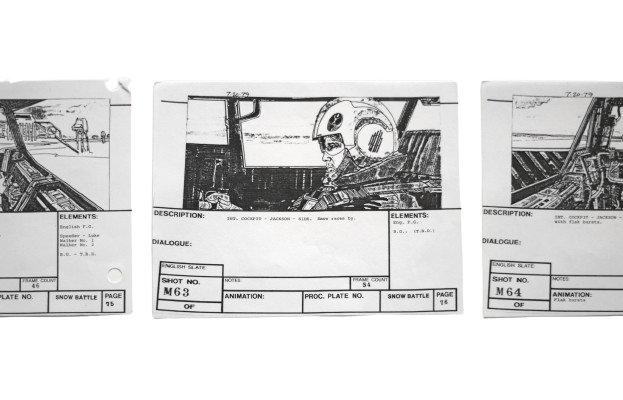 ELEMENTS:
English F.G.
Speeder - Luke
Walker No. 1
Walker No. 2
B.G. - T.B.D.
FRAME COUNT
46
PLATE NO.
SNOW BATTLE
PAGE
75
7-20-79
DESCRIPTION:
INT. COCKPIT - JACKSON - SIDE. Same zooms by.
ELEMENTS:
Eng. F.G.
B.G.: (T.B.D.)
DIALOGUE:
ENGLISH SLATE:
SHOT NO.
M63
OF
NOTES:
FRAME COUNT
34
ANIMATION:
PROC. PLATE NO.
SNOW BATTLE
PAGE
76
7-20-79
DESCRIPTION:
INT. COCKPIT - JACKSON -
with flak bursts.
DIALOGUE:
ENGLISH SLATE:
SHOT NO.
M64
OF
NOTES:
ANIMATION:
Flak bursts